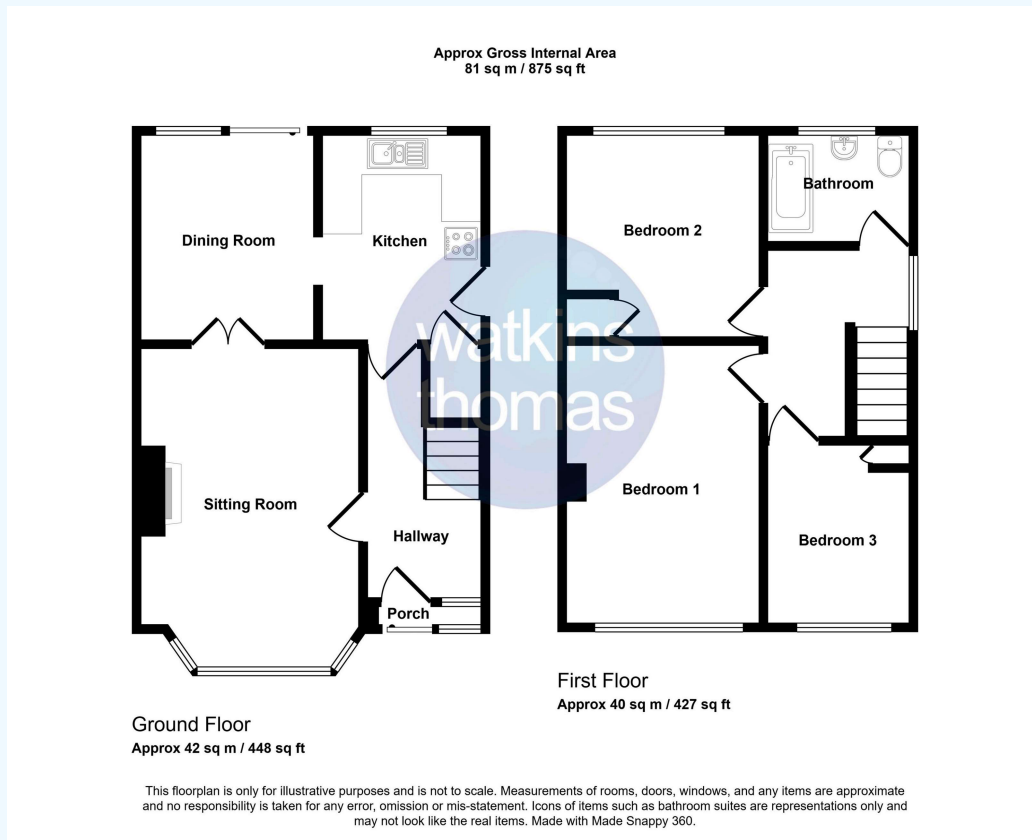 Approx Gross Internal Area
81 sq m / 875 sq ft
Dining Room
Kitchen
Sitting Room
Hallway
Porch
Bedroom 2
Bathroom
Bedroom 1
Bedroom 3
watkins
thomas
Ground Floor
Approx 42 sq m / 448 sq ft
First Floor
Approx 40 sq m / 427 sq ft
This floorplan is only for illustrative purposes and is not to scale. Measurements of rooms, doors, windows, and any items are approximate
and no responsibility is taken for any error, omission or mis-statement. Icons of items such as bathroom suites are representations only and
may not look like the real items. Made with Made Snappy 360.